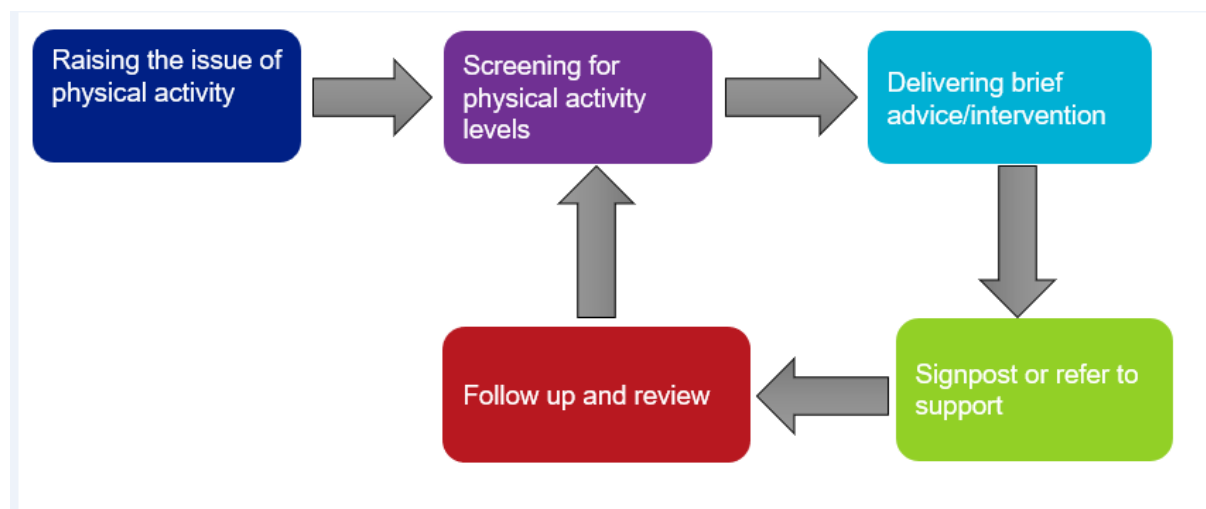 Raising the issue of
physical activity
Screening for
physical activity
levels
Delivering brief
advice/intervention
Signpost or refer to
support
Follow up and review